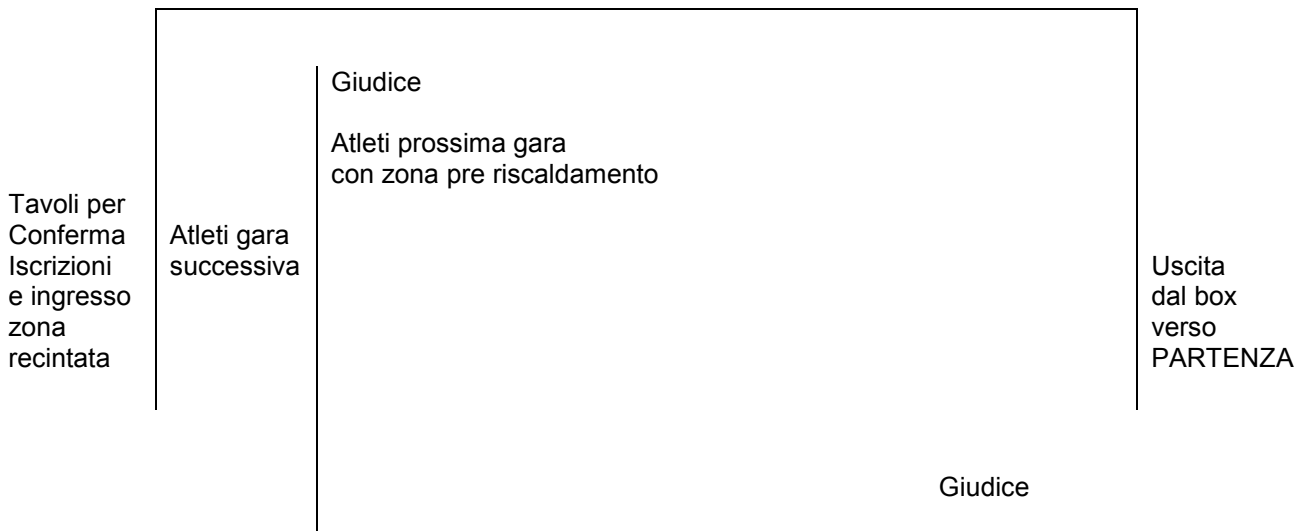 Giudice
Atleti prossima gara
con zona pre riscaldamento
Tavoli per
Conferma
Iscrizioni
e ingresso
zona
recintata
Atleti gara
successiva
Uscita
dal box
verso
PARTENZA
Giudice